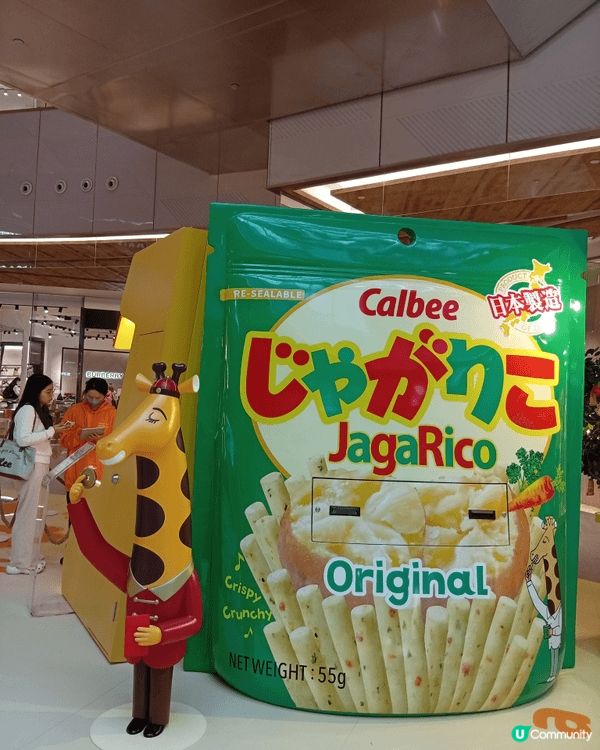 BURBERRY
RE-SEALABLE
Calbee
日本製造
じゃがりこ
JagaRico
Original
Crispy
Crunchy
NET WEIGHT : 55g
U Community